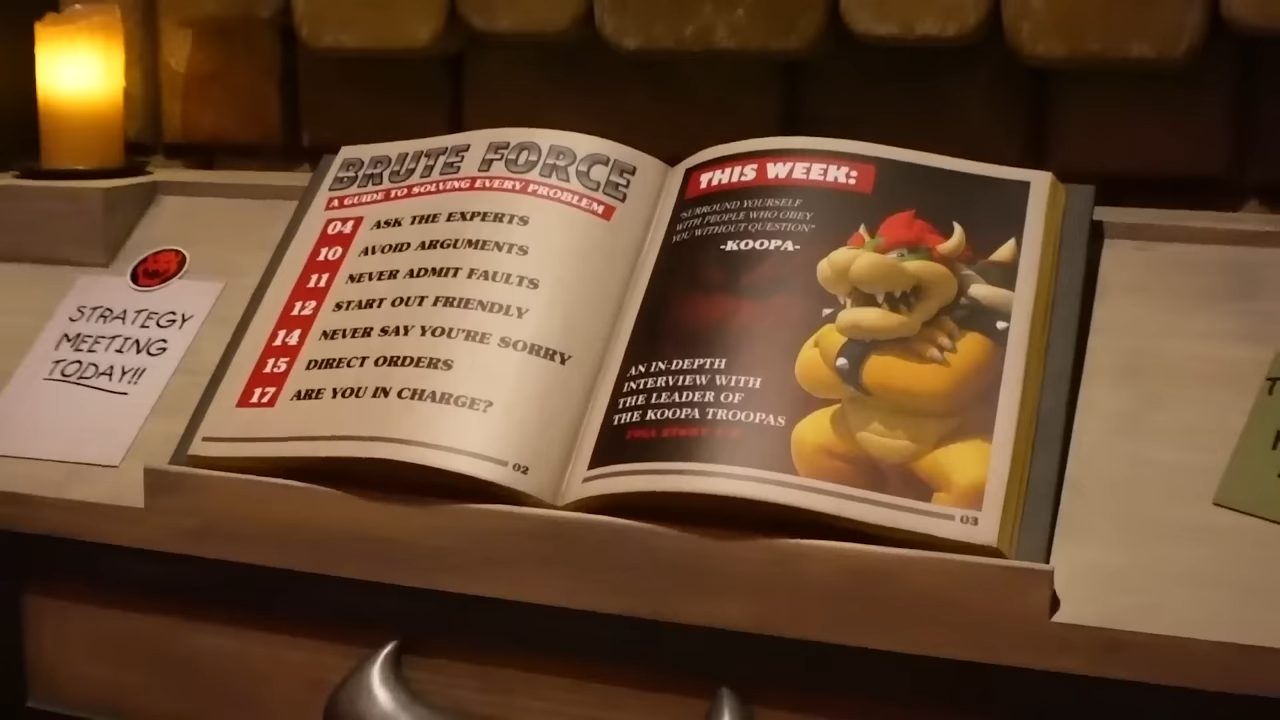 BRUTE FORCE
A GUIDE TO SOLVING EVERY PROBLEM
04 ASK THE EXPERTS
10 AVOID ARGUMENTS
11 NEVER ADMIT FAULTS
12 START OUT FRIENDLY
14 NEVER SAY YOU'RE SORRY
15 DIRECT ORDERS
17 ARE YOU IN CHARGE?
02
THIS WEEK:
"SURROUND YOURSELF
WITH PEOPLE WHO OBEY
YOU WITHOUT QUESTION"
-KOOPA-
AN IN-DEPTH
INTERVIEW WITH
THE LEADER OF
THE KOOPA TROOPAS
FULL STORY
03
STRATEGY
MEETING
TODAY!!